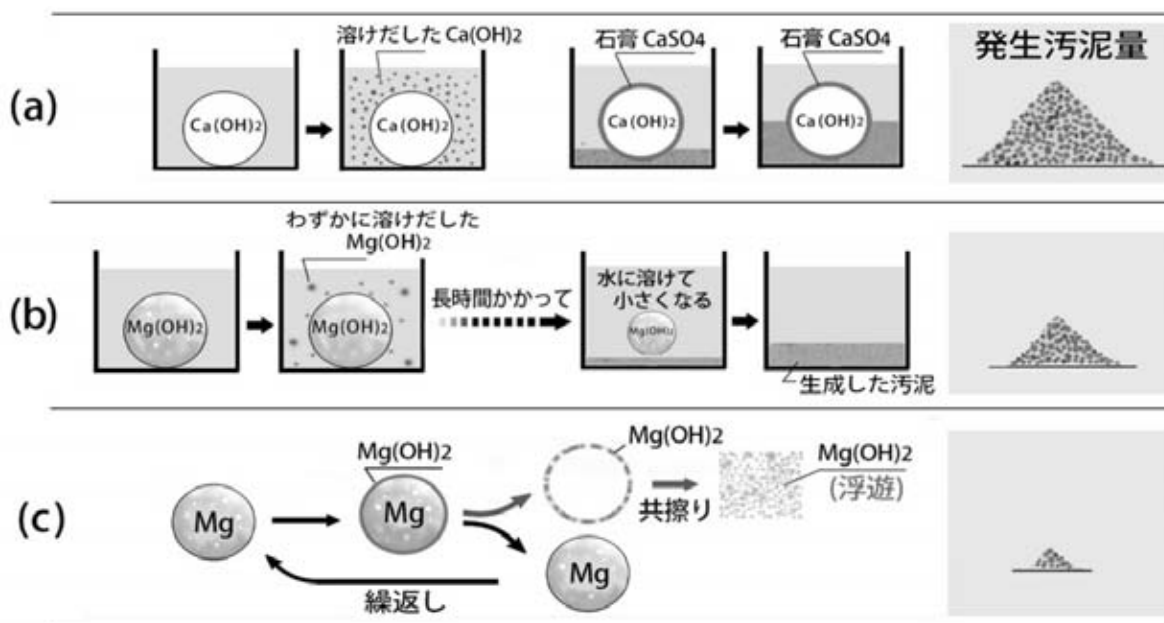 (a)
Ca(OH)2
溶けだした Ca(OH)2
Ca(OH)2
石膏 CaSO4
Ca(OH)2
石膏 CaSO4
Ca(OH)2
発生汚泥量
(b)
Mg(OH)2
わずかに溶けだした
Mg(OH)2
Mg(OH)2
長時間かかって
水に溶けて
小さくなる
Mg(OH)2
生成した汚泥
(c)
Mg
Mg(OH)2
Mg
Mg(OH)2
共擦り
Mg(OH)2
(浮遊)
Mg
繰返し